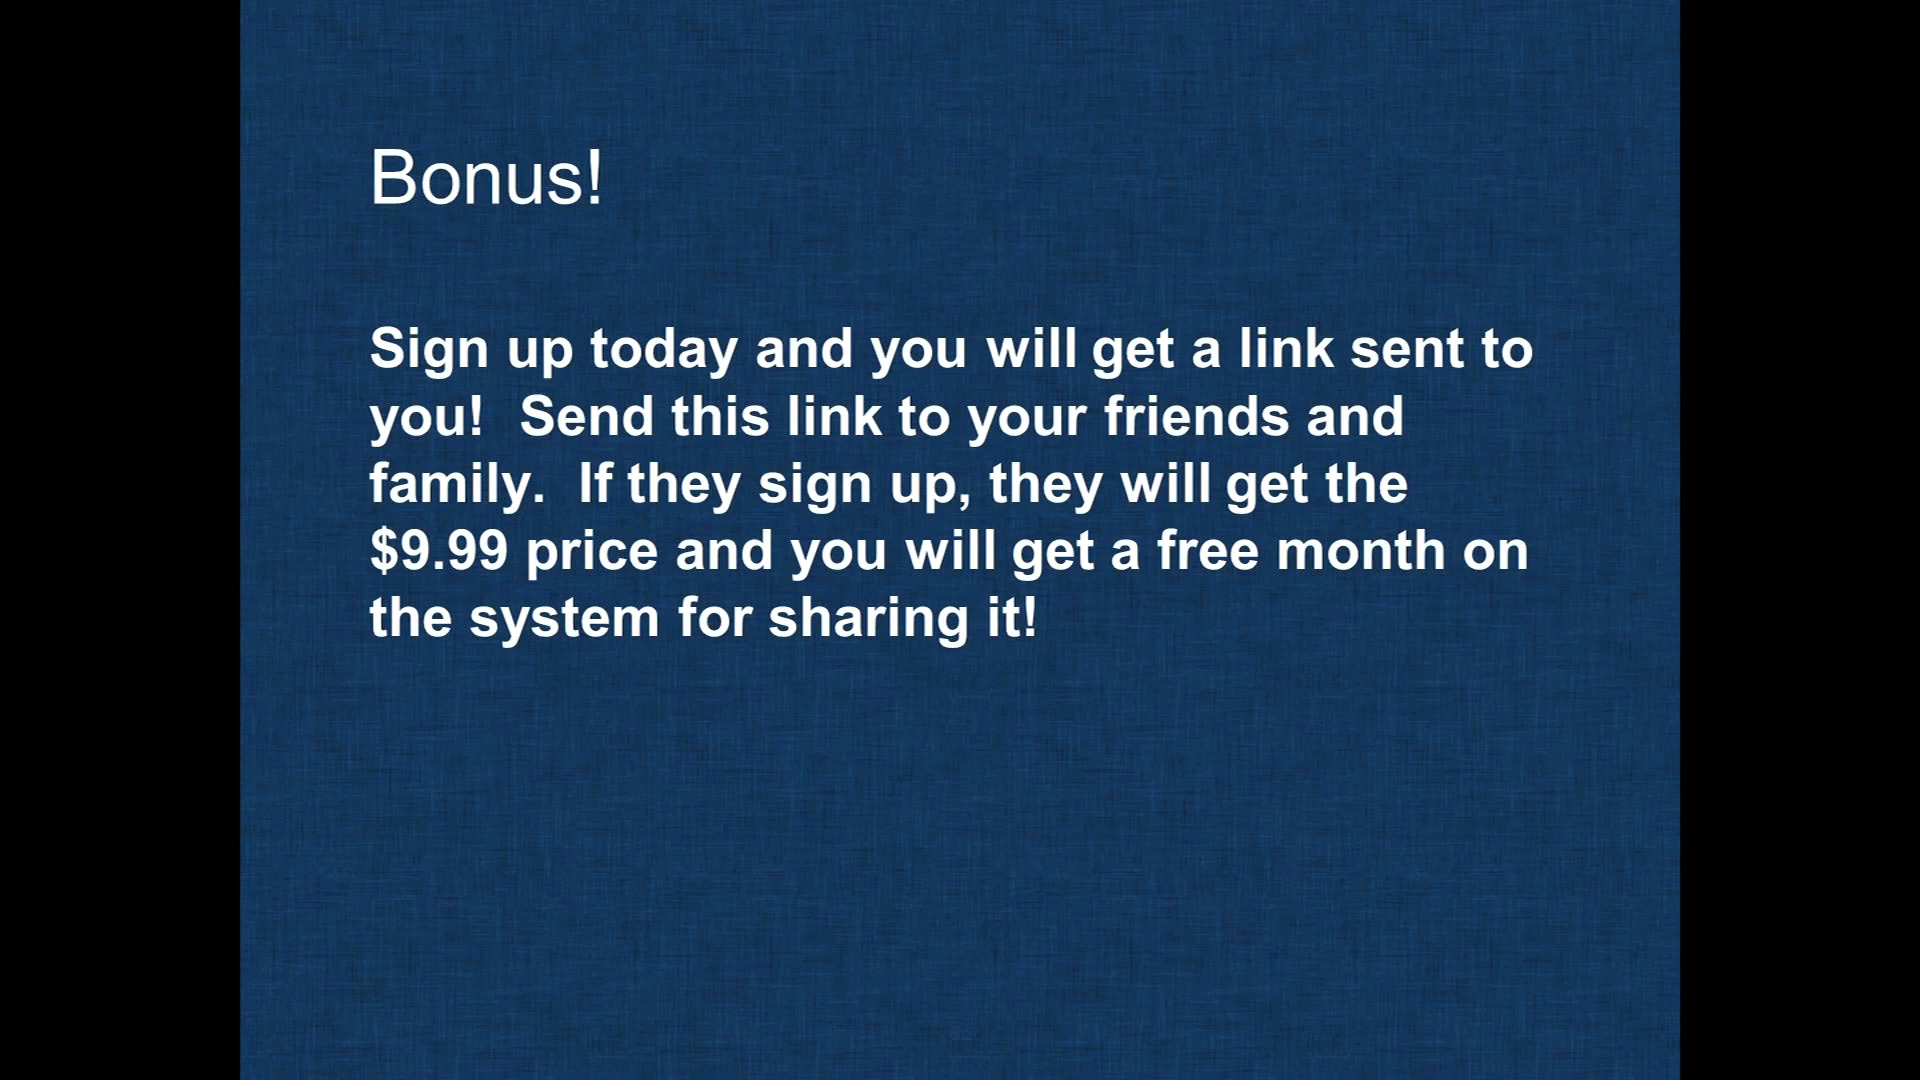 Bonus!
Sign up today and you will get a link sent to
you!  Send this link to your friends and
family.  If they sign up, they will get the
$9.99 price and you will get a free month on
the system for sharing it!